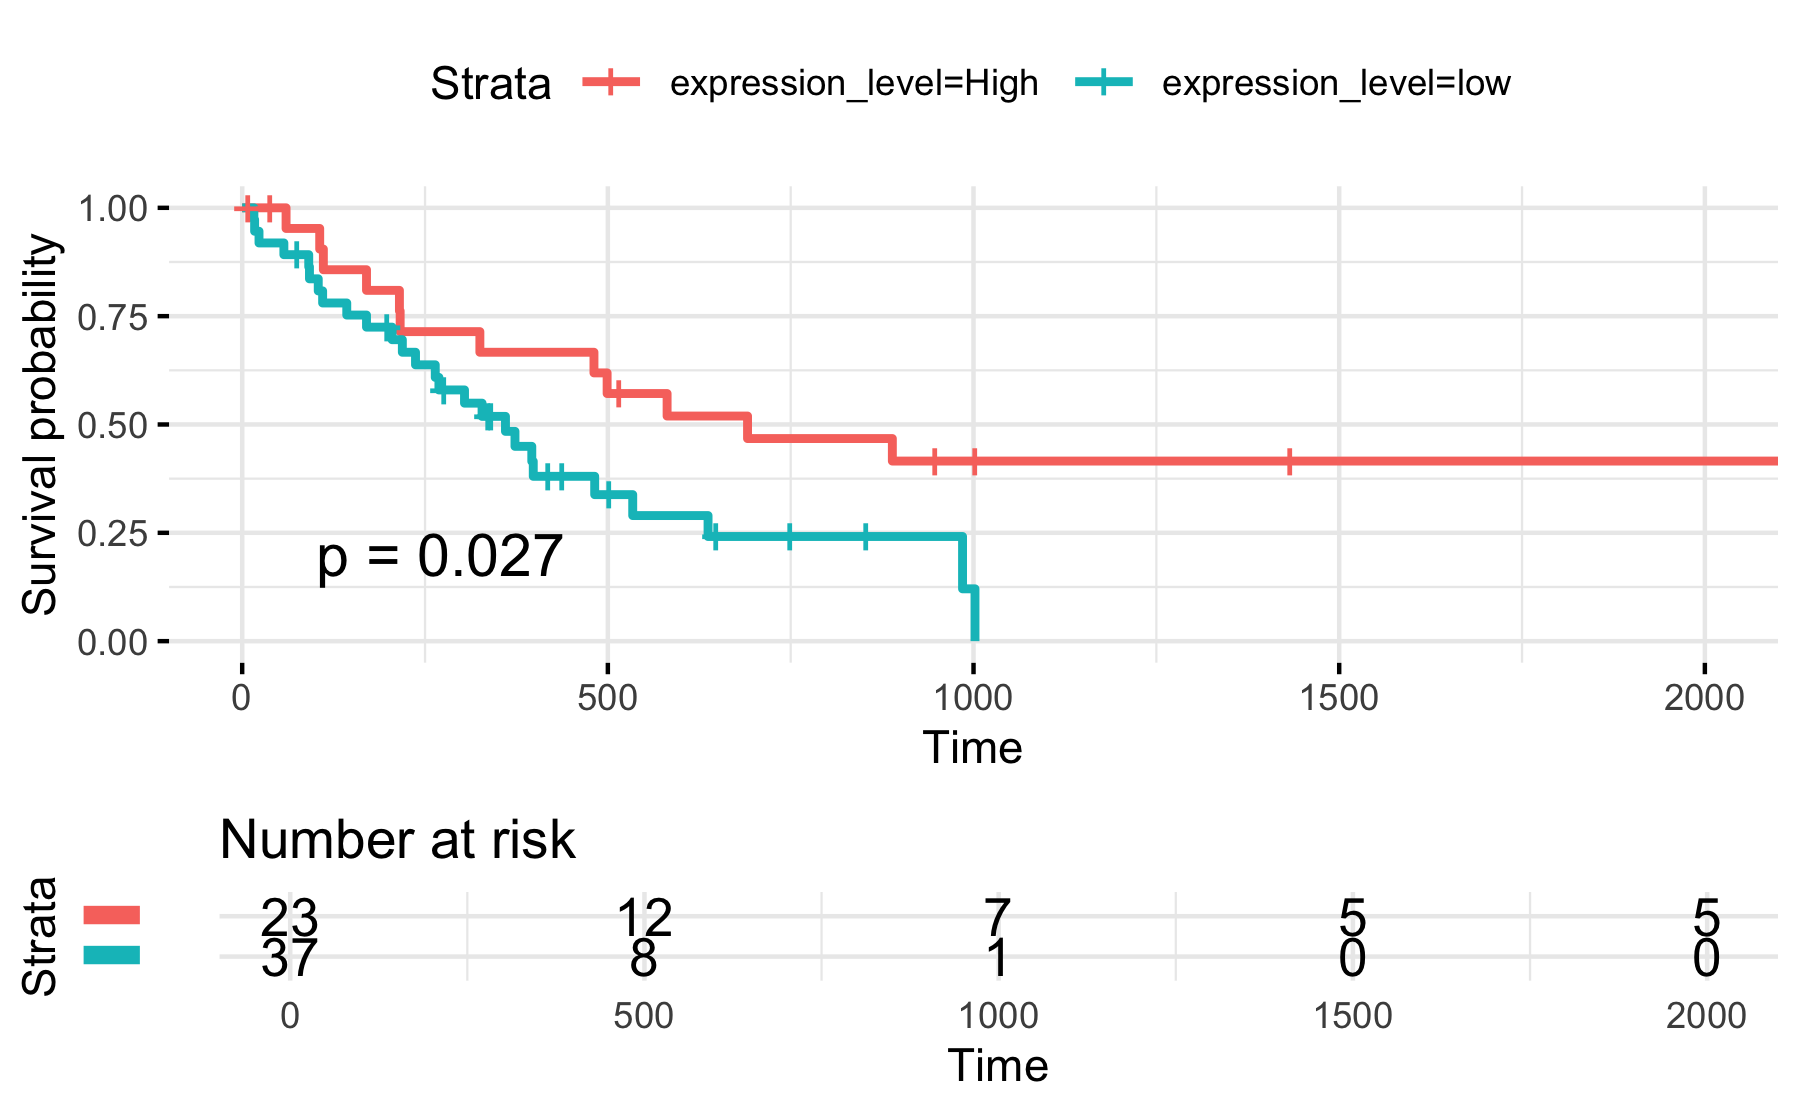 Strata expression_level=High expression_level=low
Survival probability
1.00
0.75
0.50
0.25
0.00
p = 0.027
0 500 1000 1500 2000
Time
Number at risk
Strata
23 12 7 5 5
37 8 1 0 0
0 500 1000 1500 2000
Time